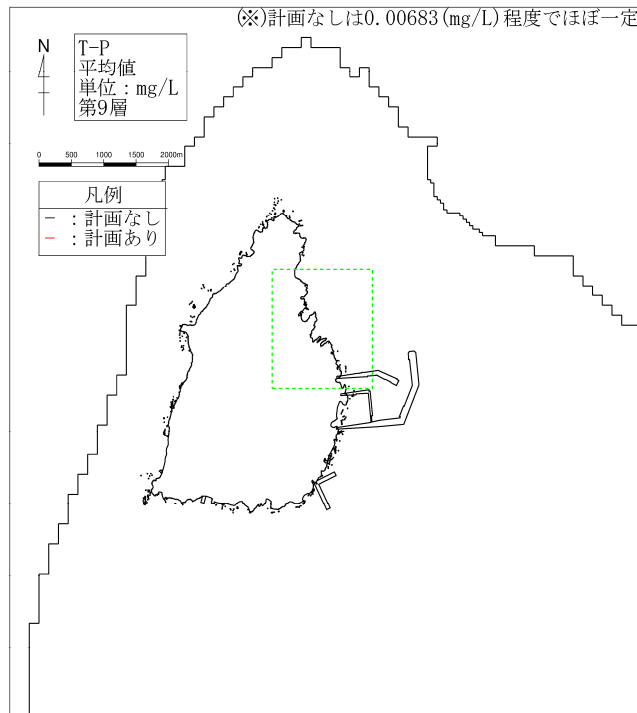 (※)計画なしは0.00683(mg/L)程度でほぼ一定
N
T-P
平均値
単位：mg/L
第9層
0 500 1000 1500 2000m
凡例
－：計画なし
－：計画あり